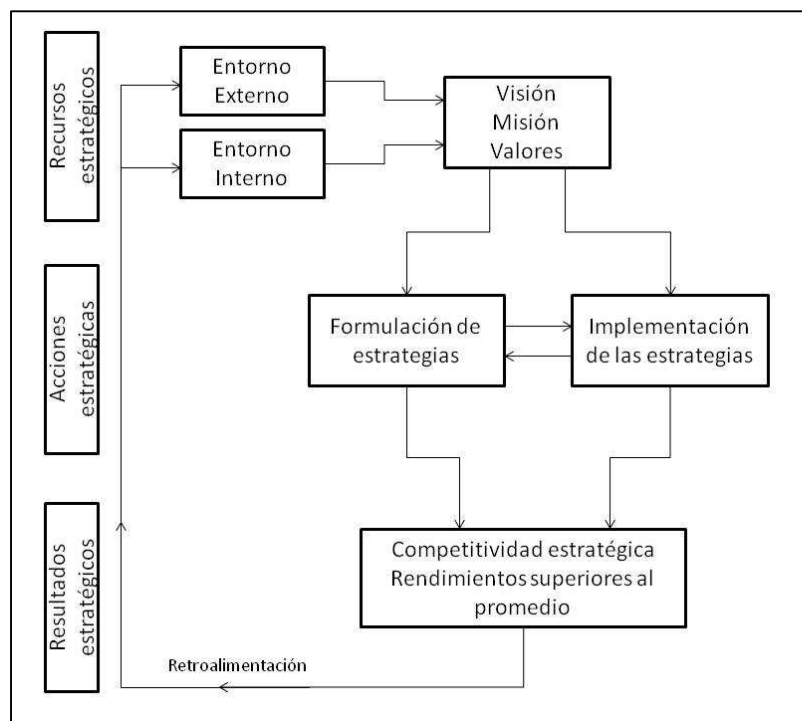 Recursos
estratégicos
Entorno
Externo
Entorno
Interno
Visión
Misión
Valores
Acciones
estratégicas
Formulación de
estrategias
Implementación
de las estrategias
Resultados
estratégicos
Competitividad estratégica
Rendimientos superiores al
promedio
Retroalimentación